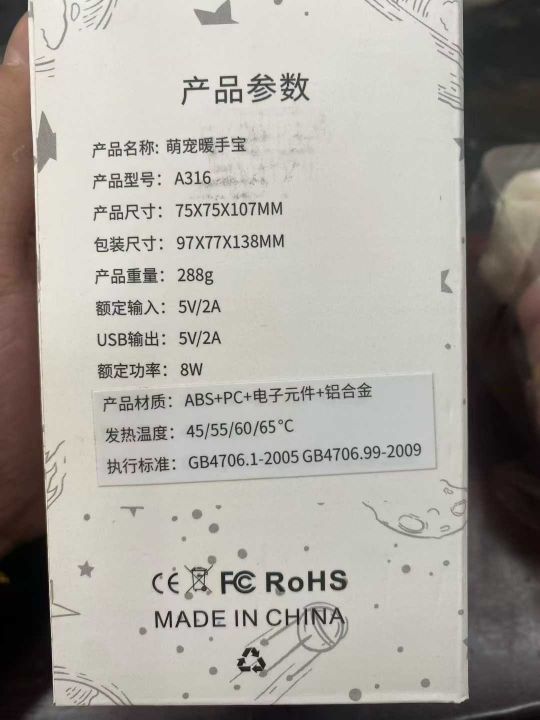 产品参数
产品名称: 萌宠暖手宝
产品型号: A316
产品尺寸: 75X75X107MM
包装尺寸: 97X77X138MM
产品重量: 288g
额定输入: 5V/2A
USB输出: 5V/2A
额定功率: 8W
产品材质: ABS+PC+电子元件+铝合金
发热温度: 45/55/60/65℃
执行标准: GB4706.1-2005 GB4706.99-2009
CE FC RoHS
MADE IN CHINA